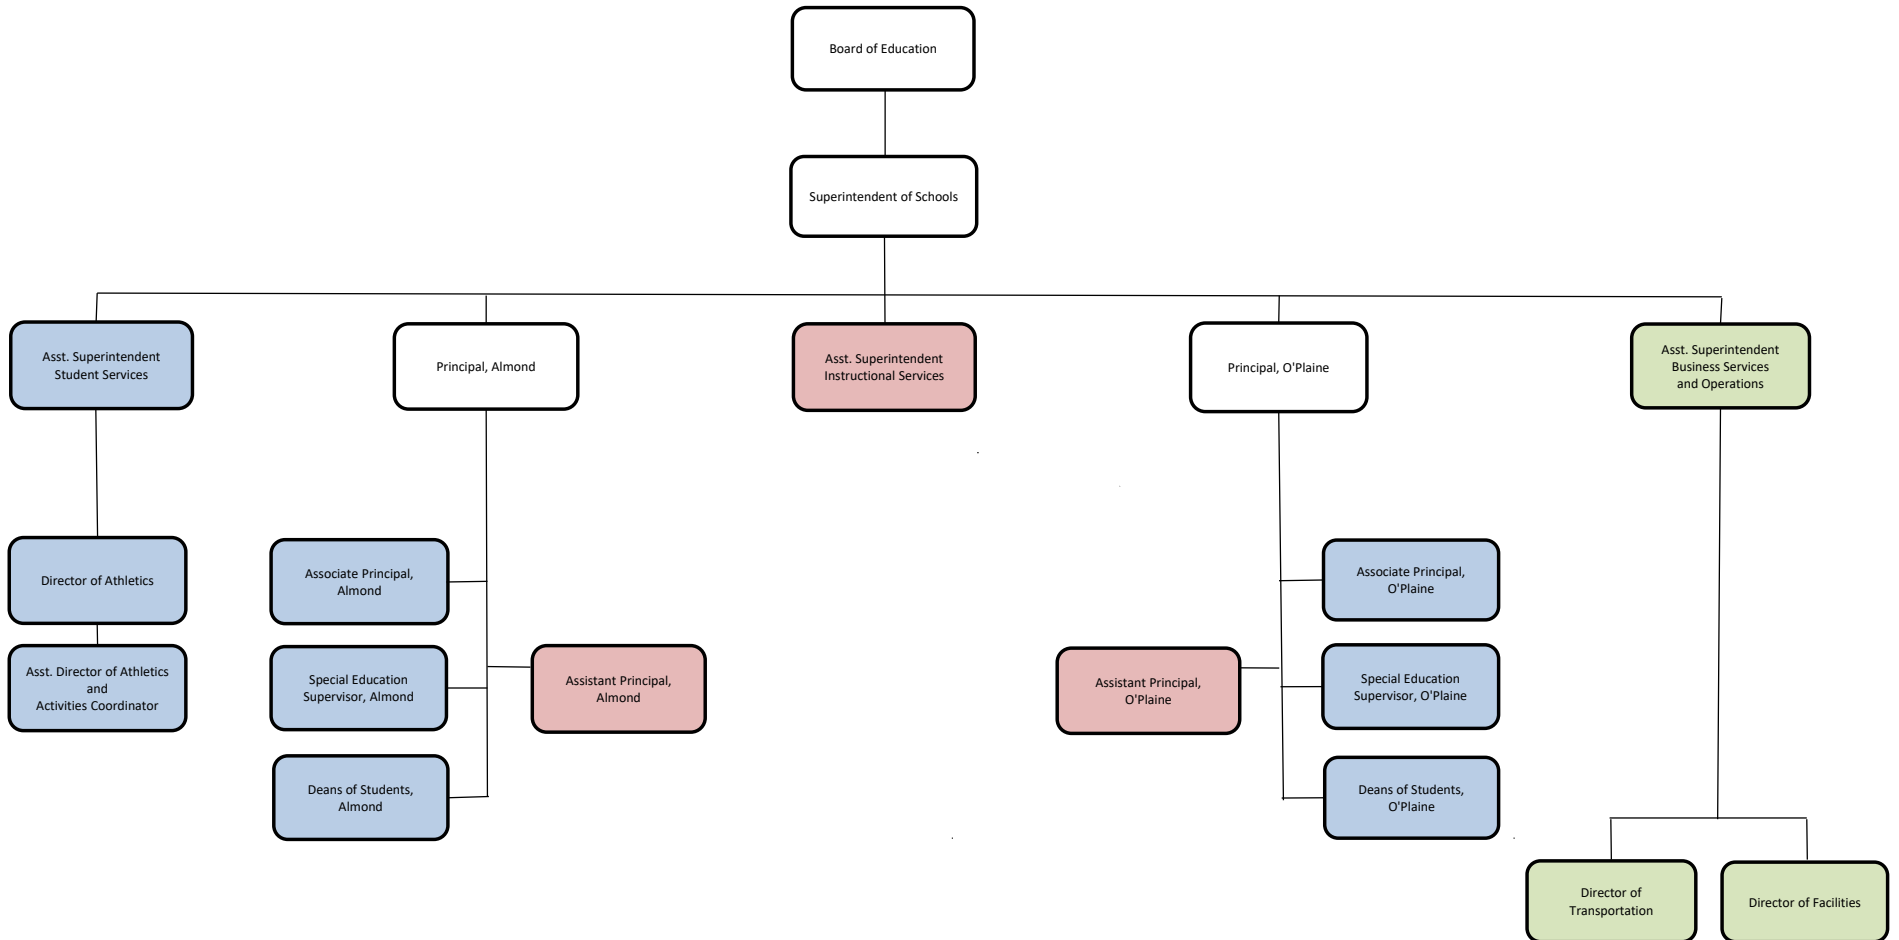 Board of Education
Superintendent of Schools
Asst. Superintendent
Student Services
Principal, Almond
Asst. Superintendent
Instructional Services
Principal, O'Plaine
Asst. Superintendent
Business Services
and Operations
Director of Athletics
Associate Principal,
Almond
Associate Principal,
O'Plaine
Asst. Director of Athletics
and
Activities Coordinator
Special Education
Supervisor, Almond
Assistant Principal,
Almond
Assistant Principal,
O'Plaine
Special Education
Supervisor, O'Plaine
Deans of Students,
Almond
Deans of Students,
O'Plaine
Director of
Transportation
Director of Facilities